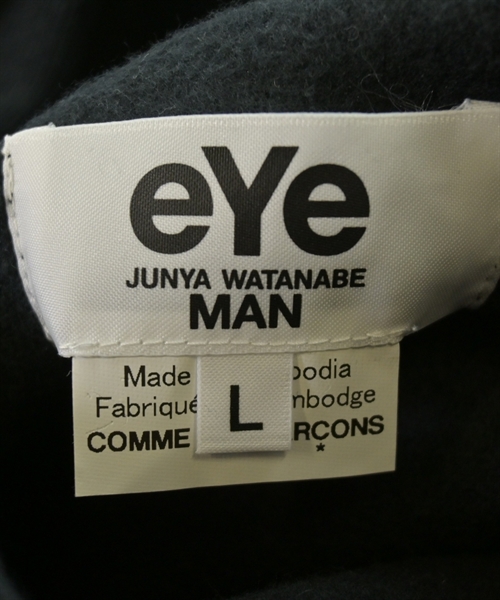 eYe
JUNYA WATANABE
MAN
Made bodia
Fabriqué mbodge
COMME RÇONS
*
L